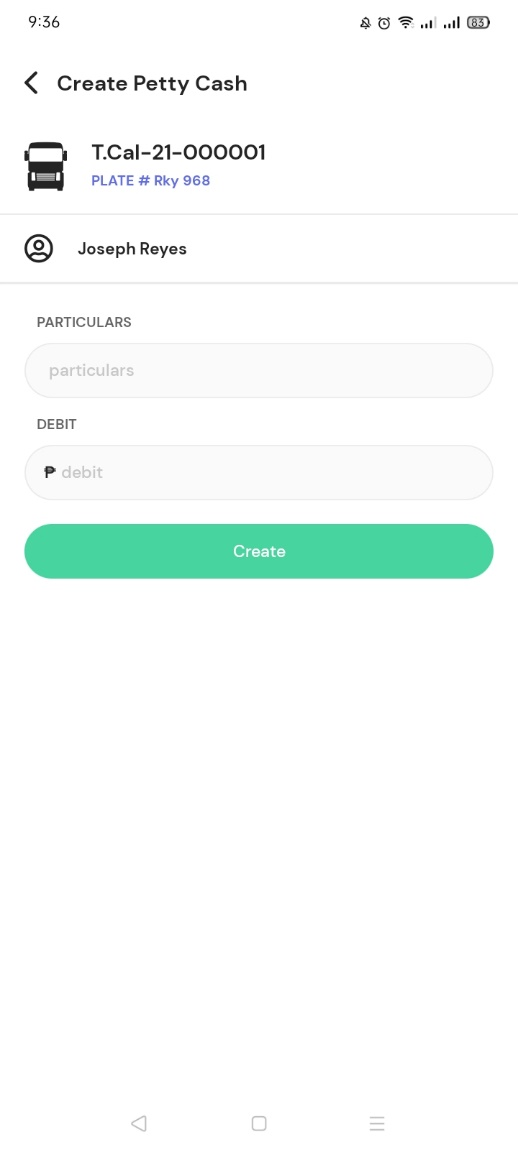 9:36
83
Create Petty Cash
T.Cal-21-000001
PLATE # Rky 968
Joseph Reyes
PARTICULARS
particulars
DEBIT
₱ debit
Create